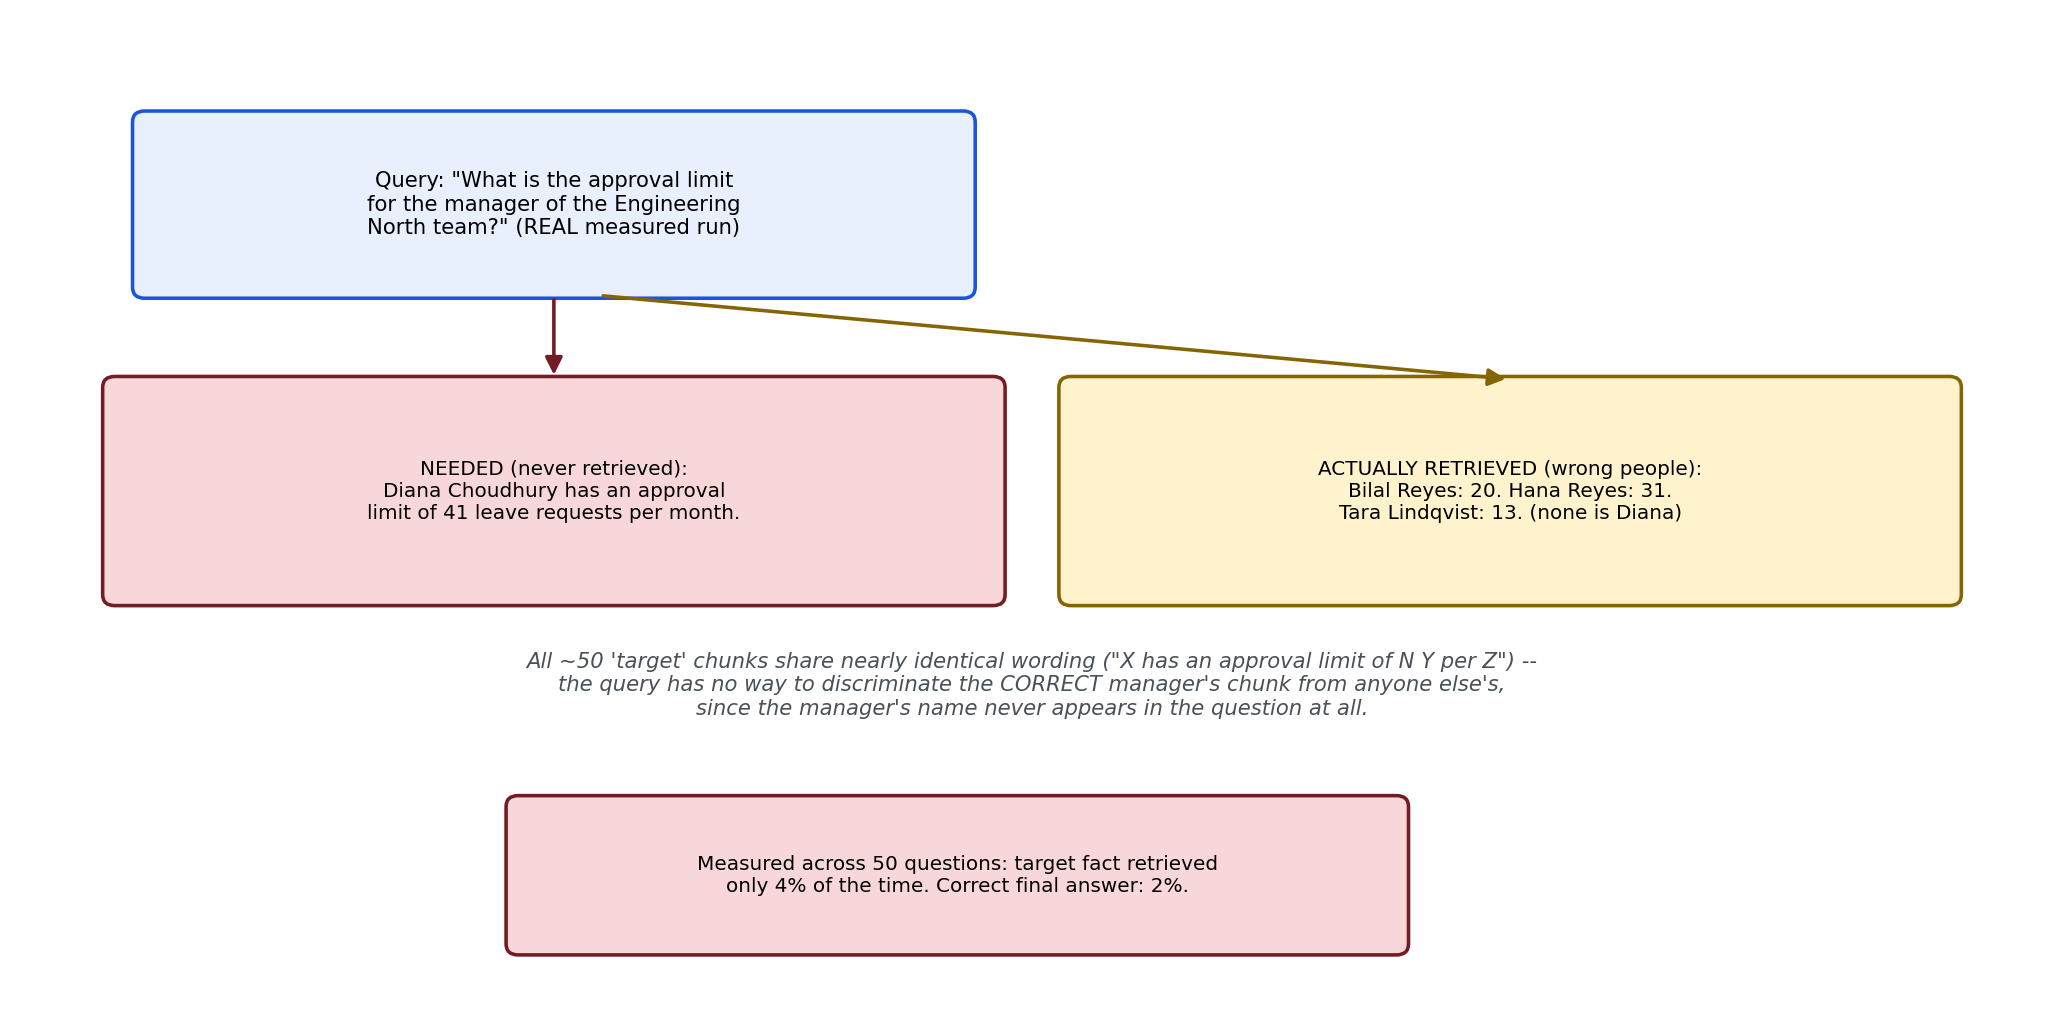 Query: "What is the approval limit
for the manager of the Engineering
North team?" (REAL measured run)
NEEDED (never retrieved):
Diana Choudhury has an approval
limit of 41 leave requests per month.
ACTUALLY RETRIEVED (wrong people):
Bilal Reyes: 20. Hana Reyes: 31.
Tara Lindqvist: 13. (none is Diana)
All ~50 'target' chunks share nearly identical wording ("X has an approval limit of N Y per Z") --
the query has no way to discriminate the CORRECT manager's chunk from anyone else's,
since the manager's name never appears in the question at all.
Measured across 50 questions: target fact retrieved
only 4% of the time. Correct final answer: 2%.